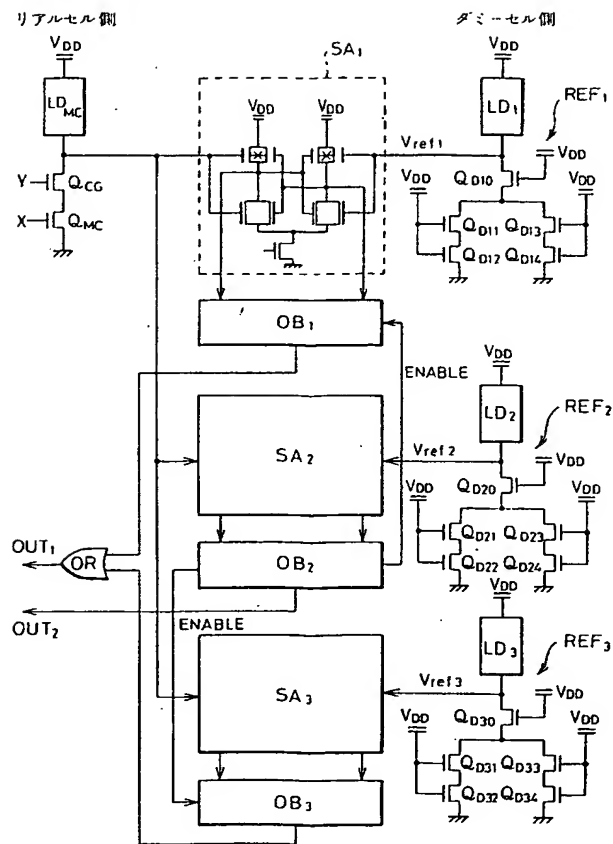 リアルセル側
ダミーセル側
SA1
VDD
VDD
VDD
VDD
LDMC
LD1
REF1
Vref1
VDD
Y
QCG
QD10
VDD
VDD
X
QMC
QD11
QD13
QD12
QD14
OB1
ENABLE
VDD
LD2
REF2
SA2
Vref2
VDD
QD20
VDD
VDD
QD21
QD23
OUT1
OR
OB2
QD22
QD24
OUT2
ENABLE
VDD
LD3
REF3
SA3
Vref3
VDD
QD30
VDD
VDD
QD31
QD33
QD32
QD34
OB3